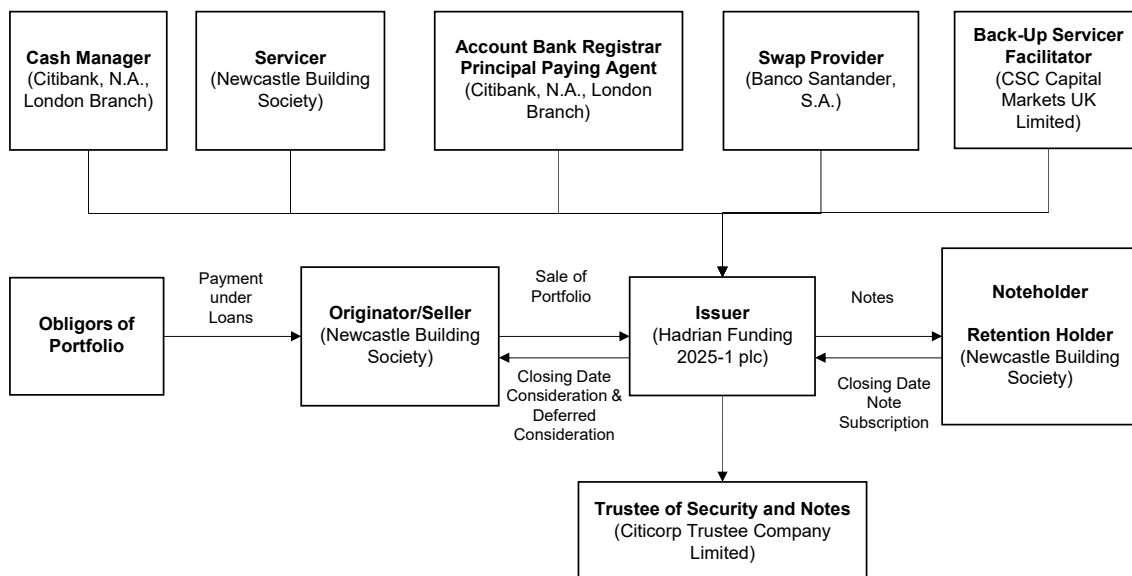 Cash Manager
(Citibank, N.A.,
London Branch)
Servicer
(Newcastle Building
Society)
Account Bank Registrar
Principal Paying Agent
(Citibank, N.A., London
Branch)
Swap Provider
(Banco Santander,
S.A.)
Back-Up Servicer
Facilitator
(CSC Capital
Markets UK
Limited)
Obligors of
Portfolio
Payment
under
Loans
Originator/Seller
(Newcastle Building
Society)
Sale of
Portfolio
Closing Date
Consideration &
Deferred
Consideration
Issuer
(Hadrian Funding
2025-1 plc)
Notes
Closing Date
Note
Subscription
Noteholder
Retention Holder
(Newcastle Building
Society)
Trustee of Security and Notes
(Citicorp Trustee Company
Limited)